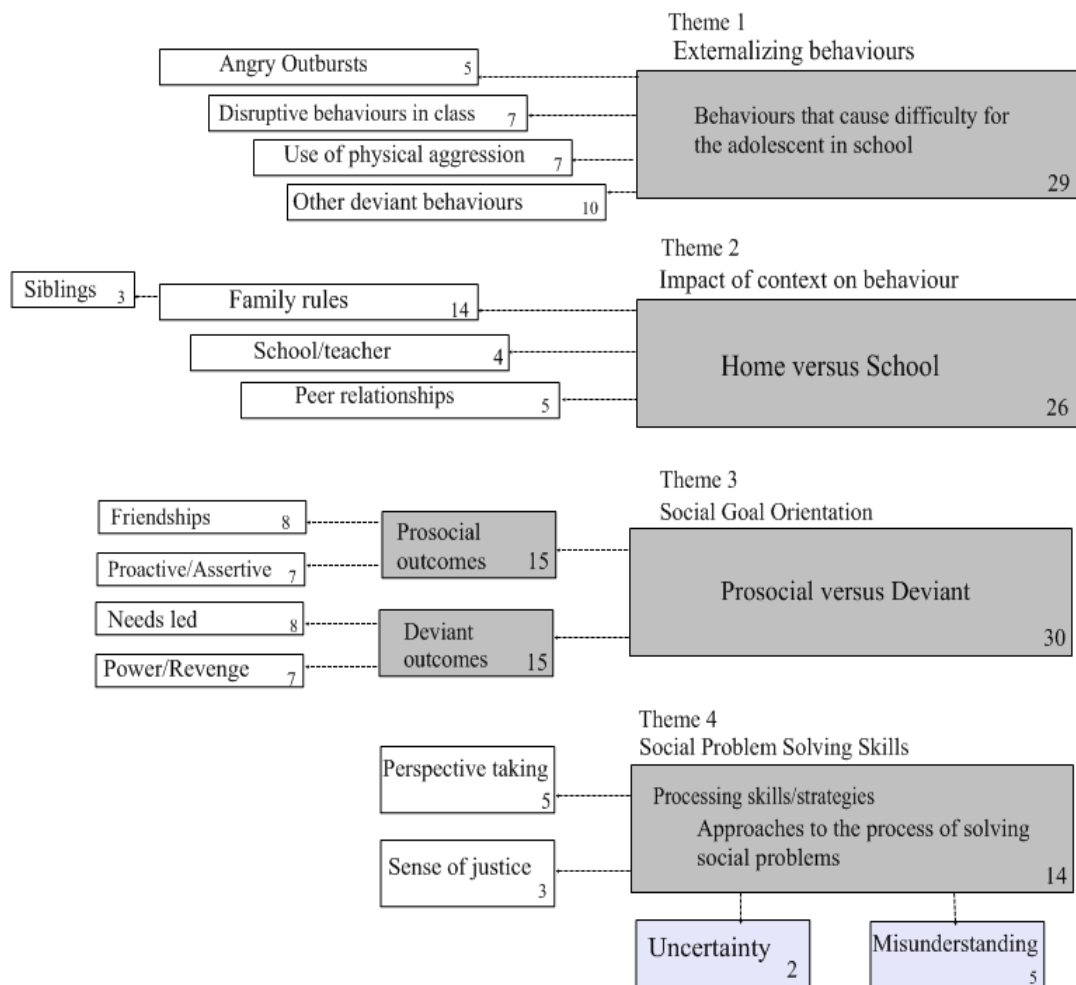 Theme 1
Externalizing behaviours
Angry Outbursts 5
Disruptive behaviours in class 7
Use of physical aggression 7
Other deviant behaviours 10
Behaviours that cause difficulty for
the adolescent in school
29
Theme 2
Impact of context on behaviour
Siblings 3
Family rules 14
School/teacher 4
Peer relationships 5
Home versus School
26
Theme 3
Social Goal Orientation
Friendships 8
Proactive/Assertive 7
Needs led 8
Power/Revenge 7
Prosocial
outcomes 15
Deviant
outcomes 15
Prosocial versus Deviant
30
Theme 4
Social Problem Solving Skills
Perspective taking
5
Sense of justice
3
Processing skills/strategies
Approaches to the process of solving
social problems
14
Uncertainty
2
Misunderstanding
5